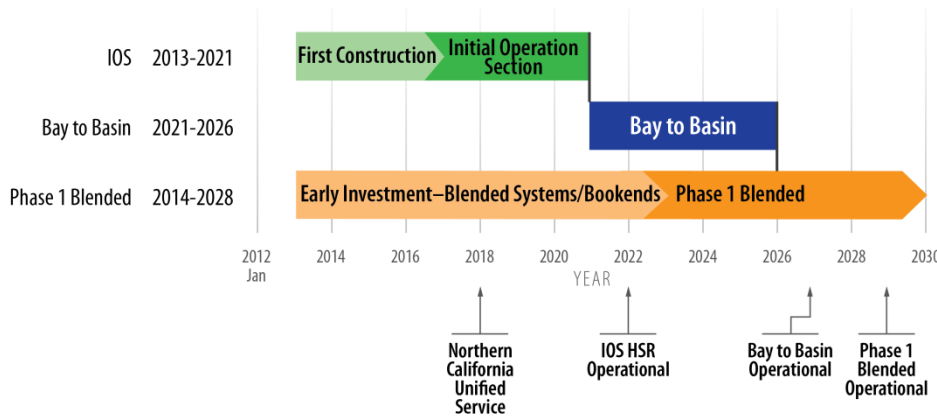 IOS 2013-2021
First Construction
Initial Operation
Section
Bay to Basin 2021-2026
Bay to Basin
Phase 1 Blended 2014-2028
Early Investment–Blended Systems/Bookends
Phase 1 Blended
2012 2014 2016 2018 2020 2022 2024 2026 2028 2030
Jan
YEAR
Northern
California
Unified
Service
IOS HSR
Operational
Bay to Basin
Operational
Phase 1
Blended
Operational